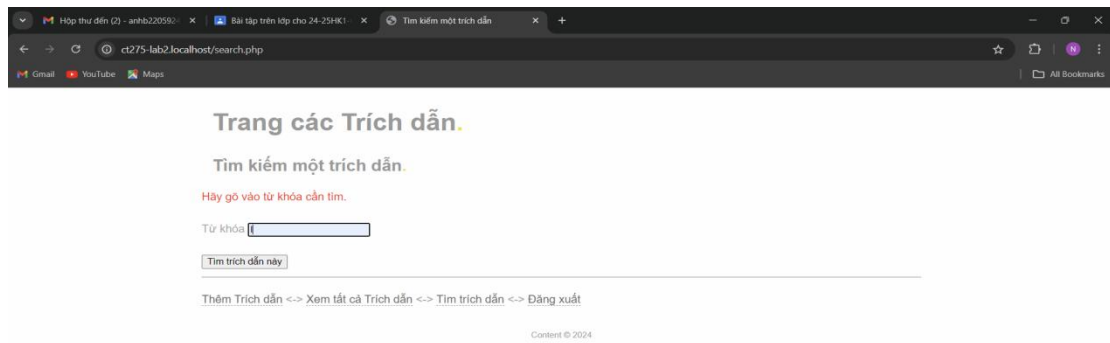 Hộp thư đến (2) - anhb220592
Bài tập trên lớp cho 24-25HK1-
Tìm kiếm một trích dẫn
ct275-lab2.localhost/search.php
N
Gmail
YouTube
Maps
All Bookmarks
Trang các Trích dẫn.
Tìm kiếm một trích dẫn.
Hãy gõ vào từ khóa cần tìm.
Từ khóa
Tìm trích dẫn này
Thêm Trích dẫn <-> Xem tất cả Trích dẫn <-> Tìm trích dẫn <-> Đăng xuất
Content © 2024